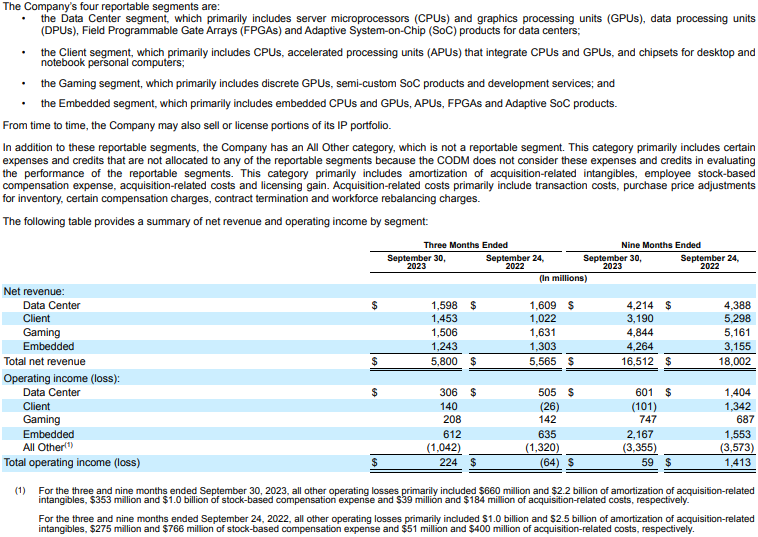 The Company's four reportable segments are:
• the Data Center segment, which primarily includes server microprocessors (CPUs) and graphics processing units (GPUs), data processing units
(DPUs), Field Programmable Gate Arrays (FPGAs) and Adaptive System-on-Chip (SoC) products for data centers;
• the Client segment, which primarily includes CPUs, accelerated processing units (APUs) that integrate CPUs and GPUs, and chipsets for desktop and
notebook personal computers;
• the Gaming segment, which primarily includes discrete GPUs, semi-custom SoC products and development services; and
• the Embedded segment, which primarily includes embedded CPUs and GPUs, APUs, FPGAs and Adaptive SoC products.
From time to time, the Company may also sell or license portions of its IP portfolio.
In addition to these reportable segments, the Company has an All Other category, which is not a reportable segment. This category primarily includes certain
expenses and credits that are not allocated to any of the reportable segments because the CODM does not consider these expenses and credits in evaluating
the performance of the reportable segments. This category primarily includes amortization of acquisition-related intangibles, employee stock-based
compensation expense, acquisition-related costs and licensing gain. Acquisition-related costs primarily include transaction costs, purchase price adjustments
for inventory, certain compensation charges, contract termination and workforce rebalancing charges.
The following table provides a summary of net revenue and operating income by segment:
Three Months Ended Nine Months Ended
September 30, September 24, September 30, September 24,
2023 2022 2023 2022
(In millions)
Net revenue:
Data Center $ 1,598 $ 1,609 $ 4,214 $ 4,388
Client 1,453 1,022 3,190 5,298
Gaming 1,506 1,631 4,844 5,161
Embedded 1,243 1,303 4,264 3,155
Total net revenue $ 5,800 $ 5,565 $ 16,512 $ 18,002
Operating income (loss):
Data Center $ 306 $ 505 $ 601 $ 1,404
Client 140 (26) (101) 1,342
Gaming 208 142 747 687
Embedded 612 635 2,167 1,553
All Other(1) (1,042) (1,320) (3,355) (3,573)
Total operating income (loss) $ 224 $ (64) $ 59 $ 1,413
(1) For the three and nine months ended September 30, 2023, all other operating losses primarily included $660 million and $2.2 billion of amortization of acquisition-related
intangibles, $353 million and $1.0 billion of stock-based compensation expense and $39 million and $184 million of acquisition-related costs, respectively.
For the three and nine months ended September 24, 2022, all other operating losses primarily included $1.0 billion and $2.5 billion of amortization of acquisition-related
intangibles, $275 million and $766 million of stock-based compensation expense and $51 million and $400 million of acquisition-related costs, respectively.